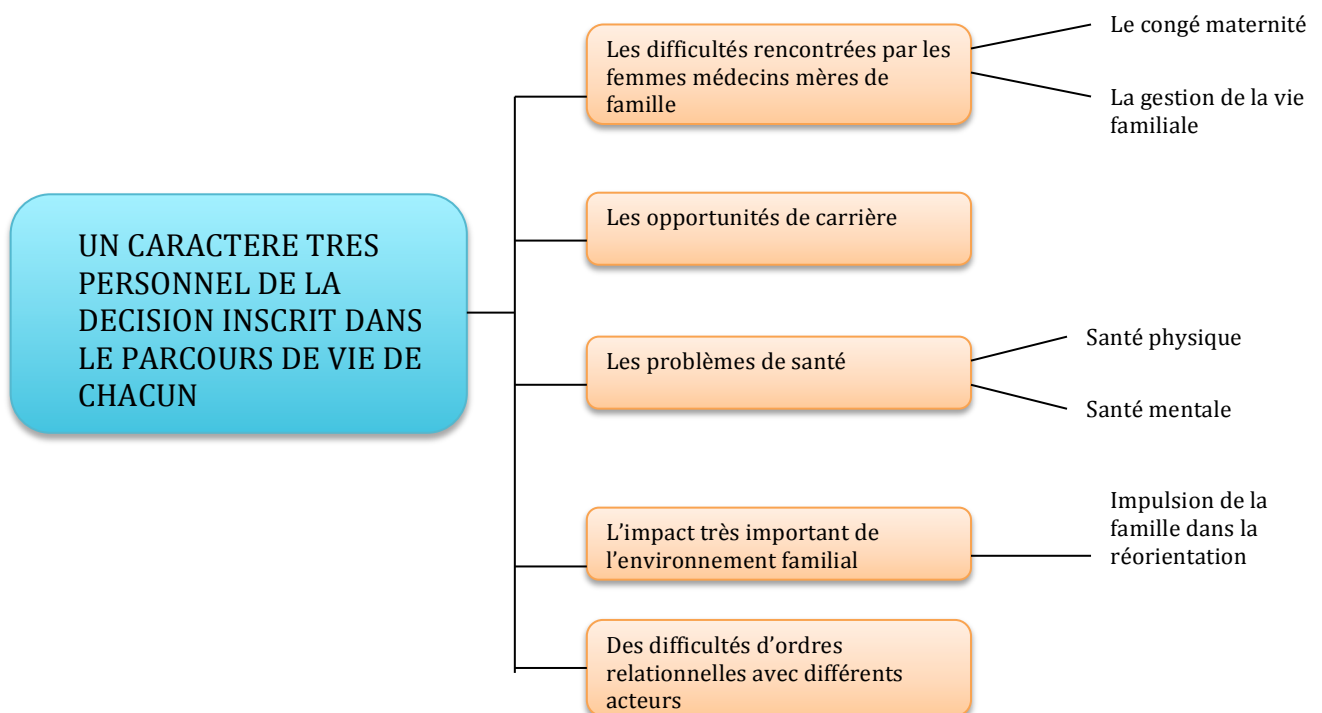 Les difficultés rencontrées par les
femmes médecins mères de
famille
Le congé maternité
La gestion de la vie
familiale
Les opportunités de carrière
UN CARACTERE TRES
PERSONNEL DE LA
DECISION INSCRIT DANS
LE PARCOURS DE VIE DE
CHACUN
Les problèmes de santé
Santé physique
Santé mentale
L’impact très important de
l’environnement familial
Impulsion de la
famille dans la
réorientation
Des difficultés d’ordres
relationnelles avec différents
acteurs